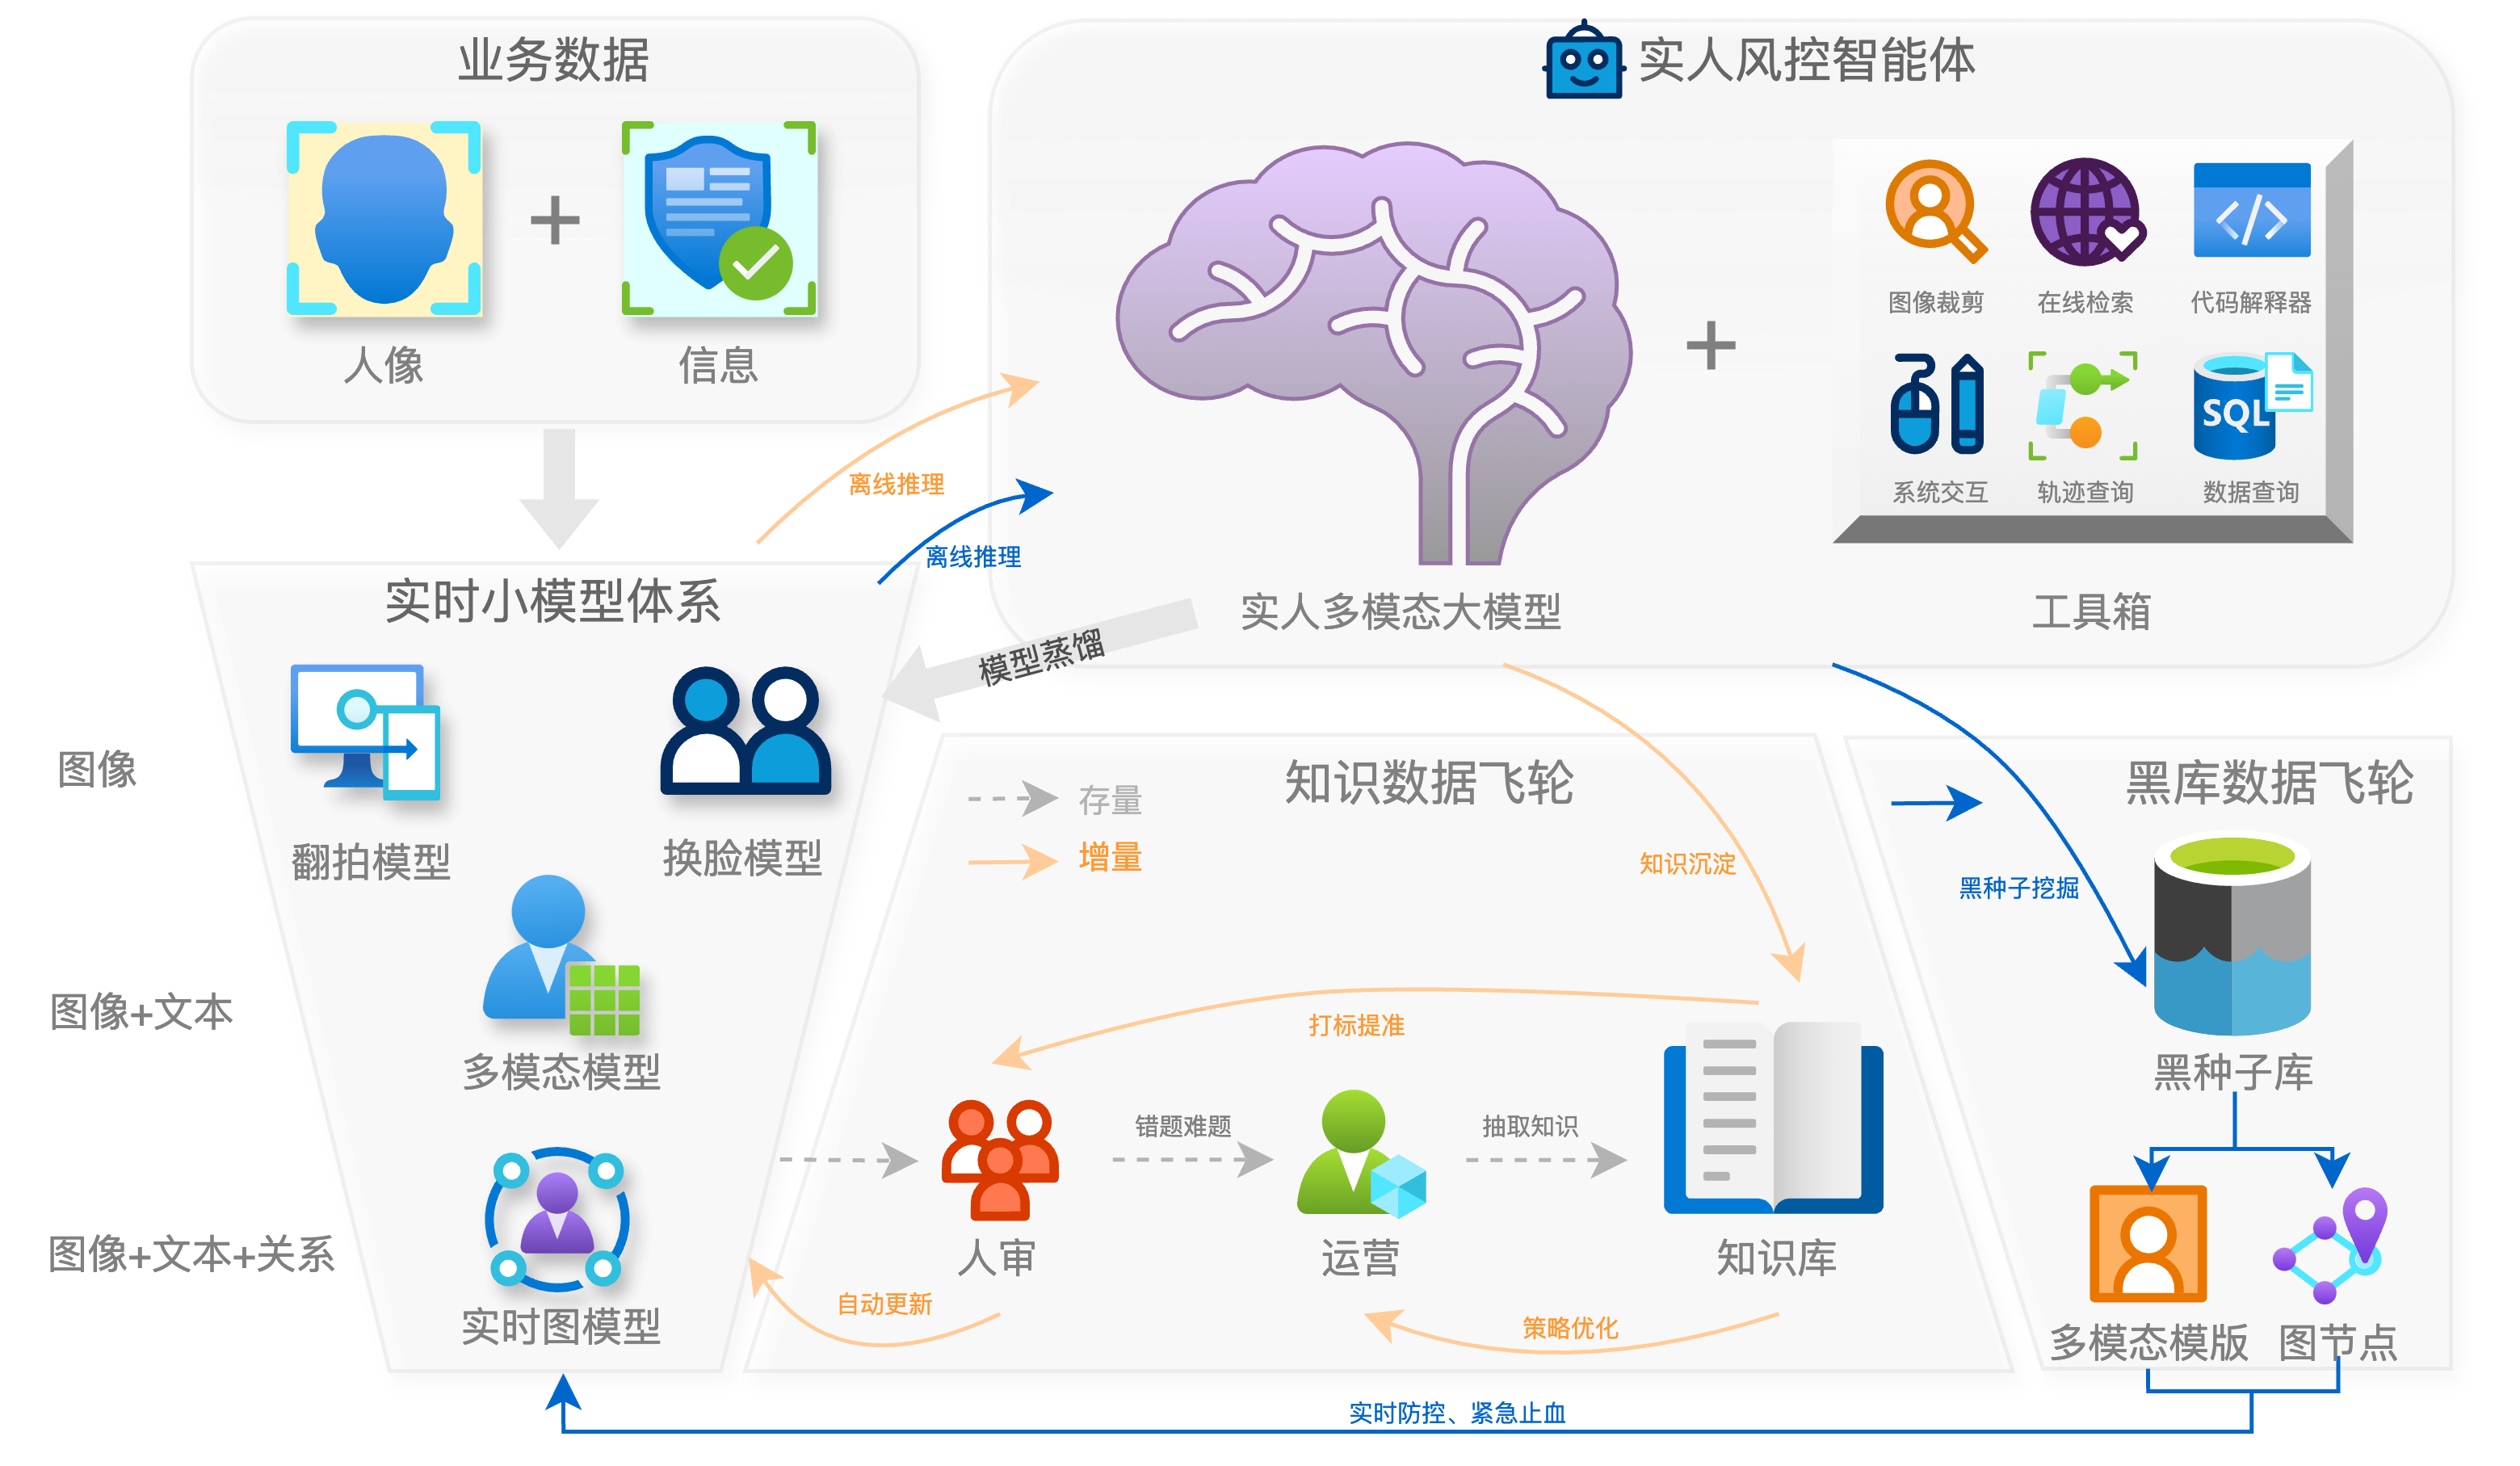 业务数据
人像
信息
实人风控智能体
图像裁剪
在线检索
代码解释器
系统交互
轨迹查询
SQL
数据查询
实人多模态大模型
工具箱
离线推理
离线推理
模型蒸馏
实时小模型体系
图像
翻拍模型
换脸模型
图像+文本
多模态模型
图像+文本+关系
实时图模型
知识数据飞轮
存量
增量
知识沉淀
打标提准
错题难题
抽取知识
人审
运营
知识库
自动更新
策略优化
黑库数据飞轮
黑种子挖掘
黑种子库
多模态模版
图节点
实时防控、紧急止血